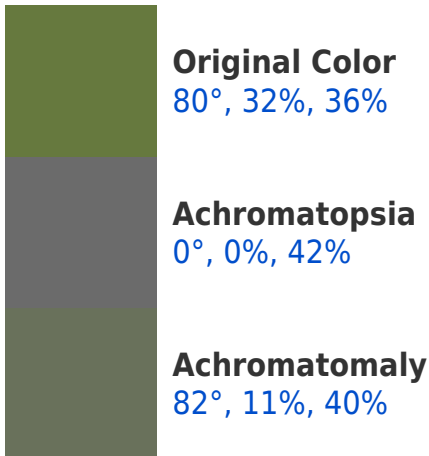 Original Color
80°, 32%, 36%
Achromatopsia
0°, 0%, 42%
Achromatomaly
82°, 11%, 40%